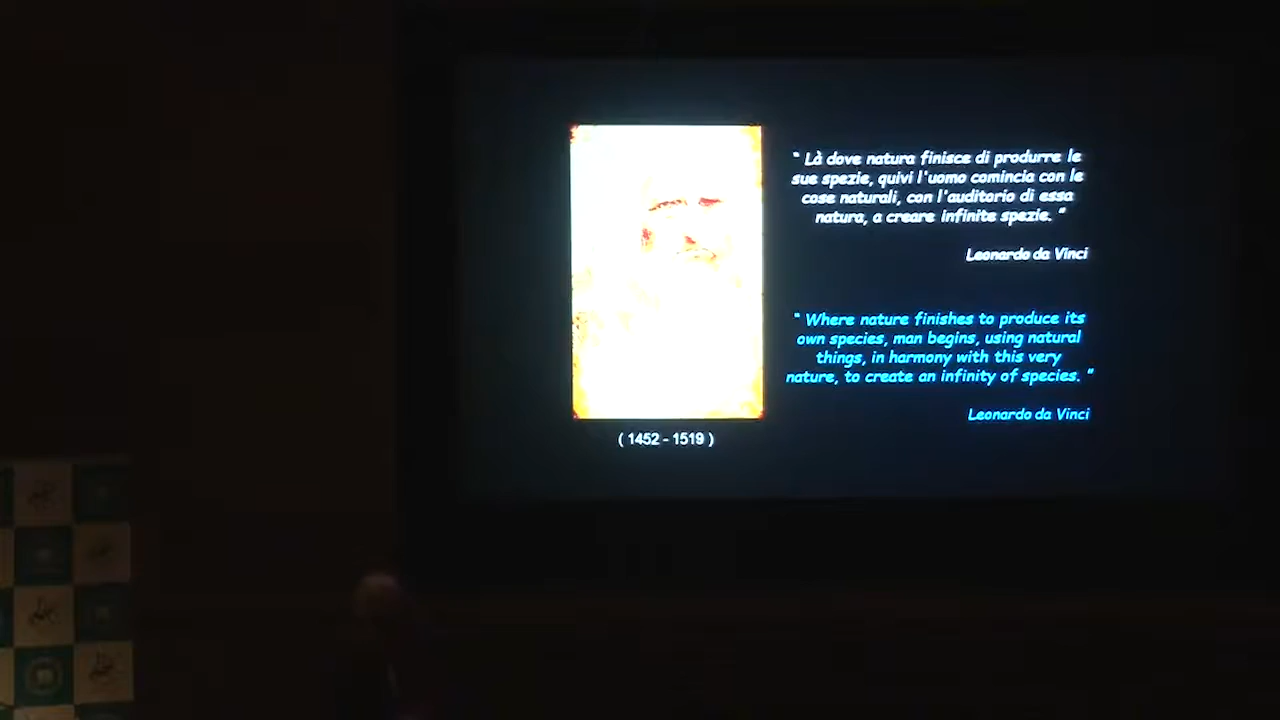 “ Là dove natura finisce di produrre le
sue spezie, quivi l'uomo comincia con le
cose naturali, con l'auditorio di essa
natura, a creare infinite spezie. ”
Leonardo da Vinci
“ Where nature finishes to produce its
own species, man begins, using natural
things, in harmony with this very
nature, to create an infinity of species. ”
Leonardo da Vinci
( 1452 - 1519 )